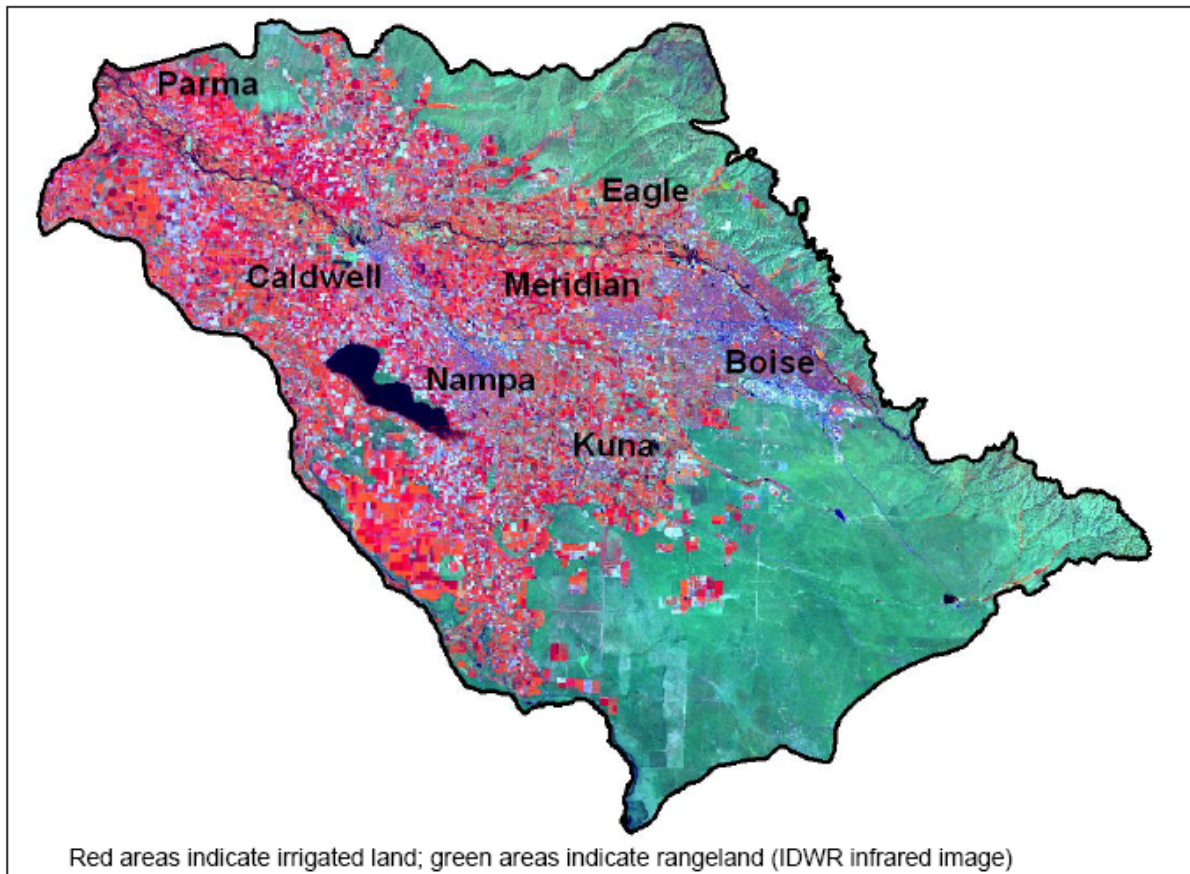 Parma
Eagle
Caldwell
Meridian
Boise
Nampa
Kuna
Red areas indicate irrigated land; green areas indicate rangeland (IDWR infrared image)